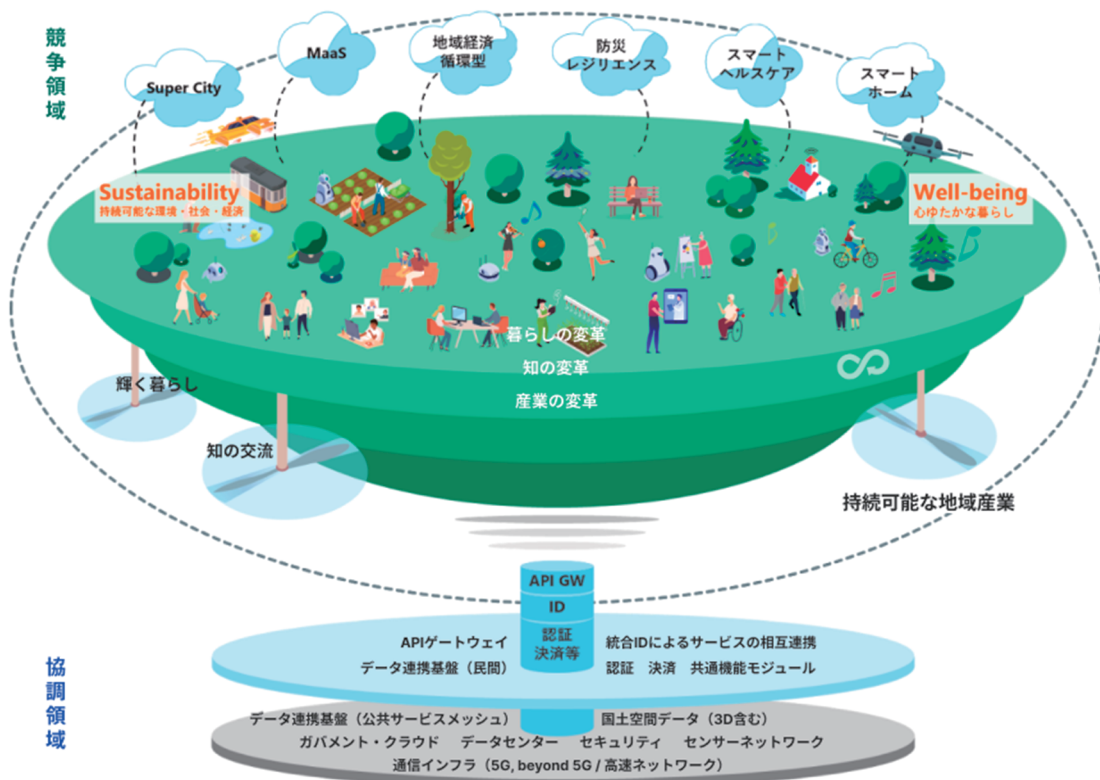 競争領域
Super City
MaaS
地域経済
循環型
防災
レジリエンス
スマート
ヘルスケア
スマート
ホーム
Sustainability
持続可能な環境・社会・経済
Well-being
心ゆたかな暮らし
暮らしの変革
知の変革
産業の変革
輝く暮らし
知の交流
持続可能な地域産業
API GW
ID
認証
決済等
協調領域
APIゲートウェイ
統合IDによるサービスの相互連携
データ連携基盤（民間）
認証 決済 共通機能モジュール
データ連携基盤（公共サービスメッシュ）
国土空間データ（3D含む）
ガバメント・クラウド データセンター セキュリティ センサーネットワーク
通信インフラ（5G, beyond 5G / 高速ネットワーク）